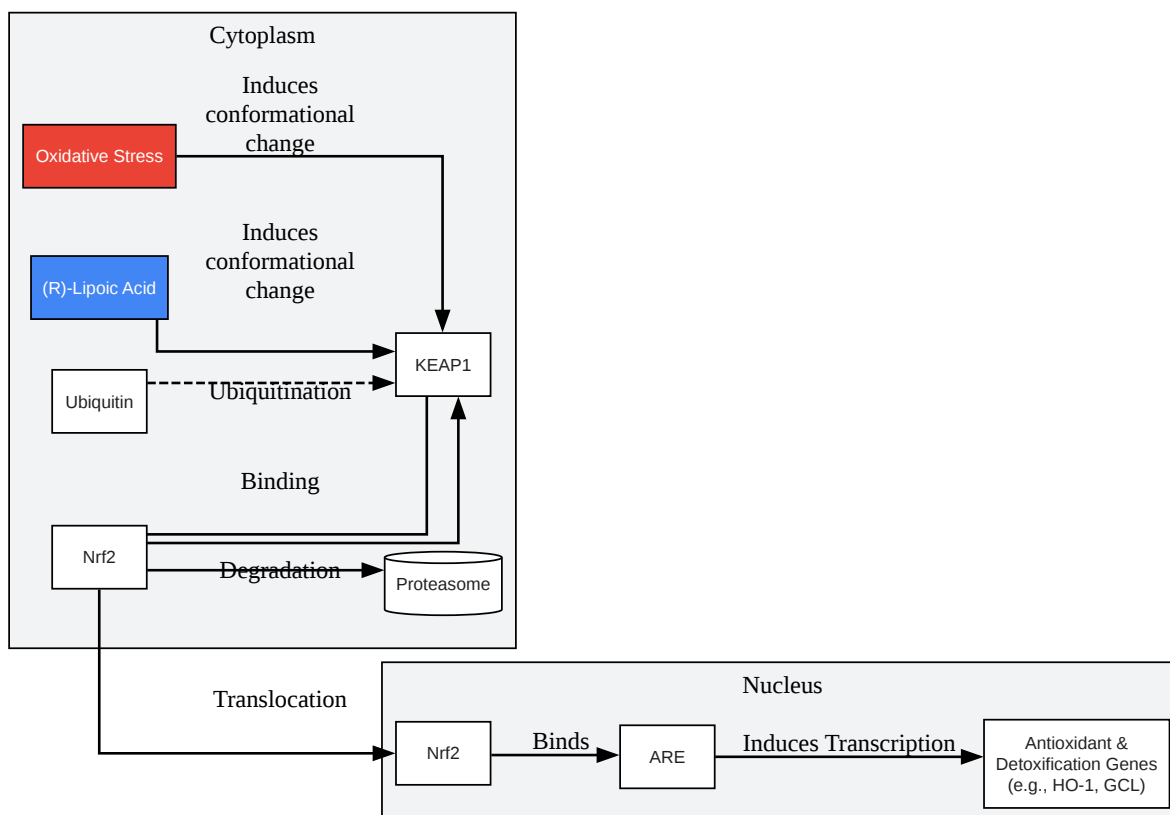 Cytoplasm
Induces
conformational
change
Oxidative Stress
Induces
conformational
change
(R)-Lipoic Acid
KEAP1
Ubiquitination
Ubiquitin
Binding
Nrf2
Degradation
Proteasome
Translocation
Nucleus
Nrf2
Binds
ARE
Induces Transcription
Antioxidant &
Detoxification Genes
(e.g., HO-1, GCL)